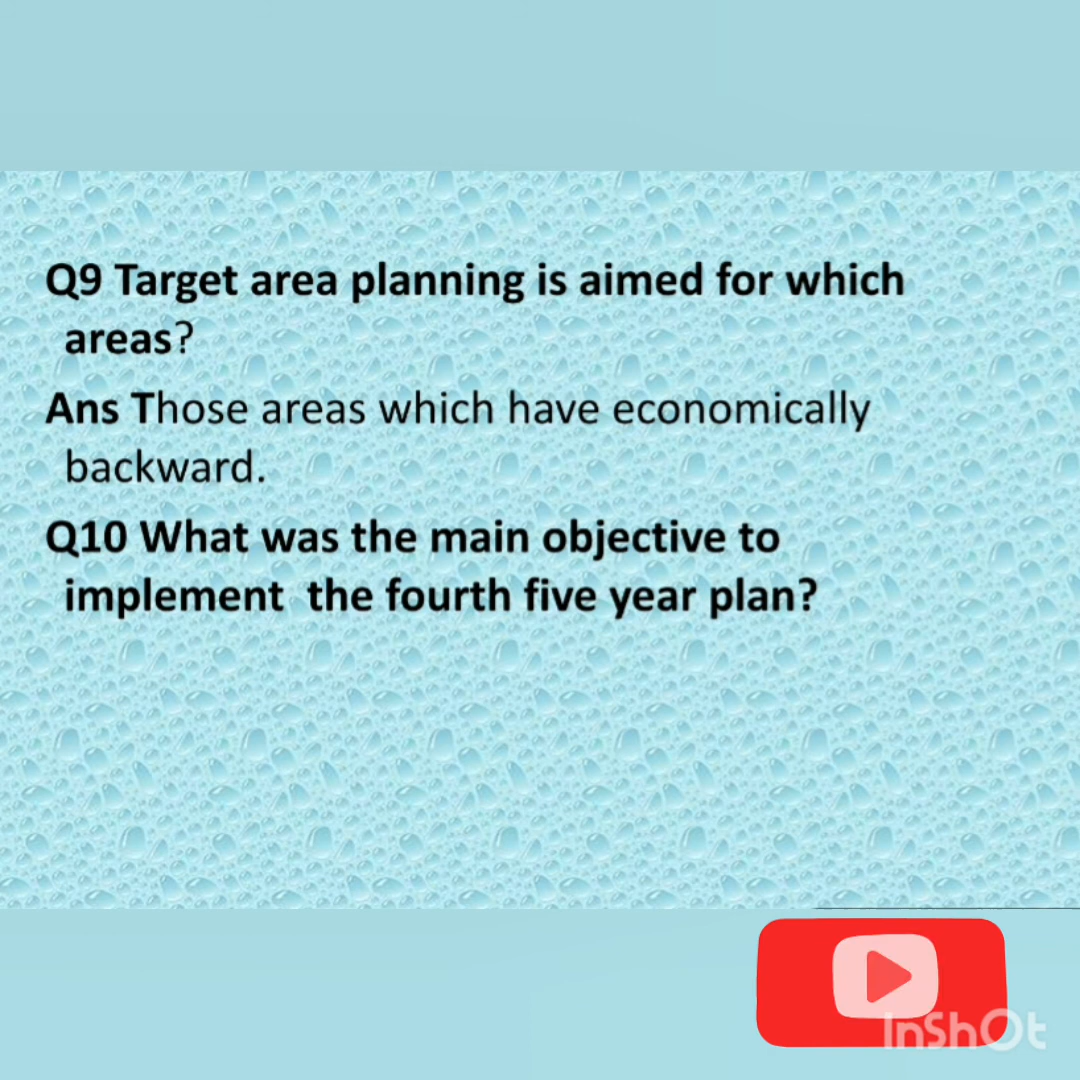 Q9 Target area planning is aimed for which
areas?
Ans Those areas which have economically
backward.
Q10 What was the main objective to
implement  the fourth five year plan?
InShOt